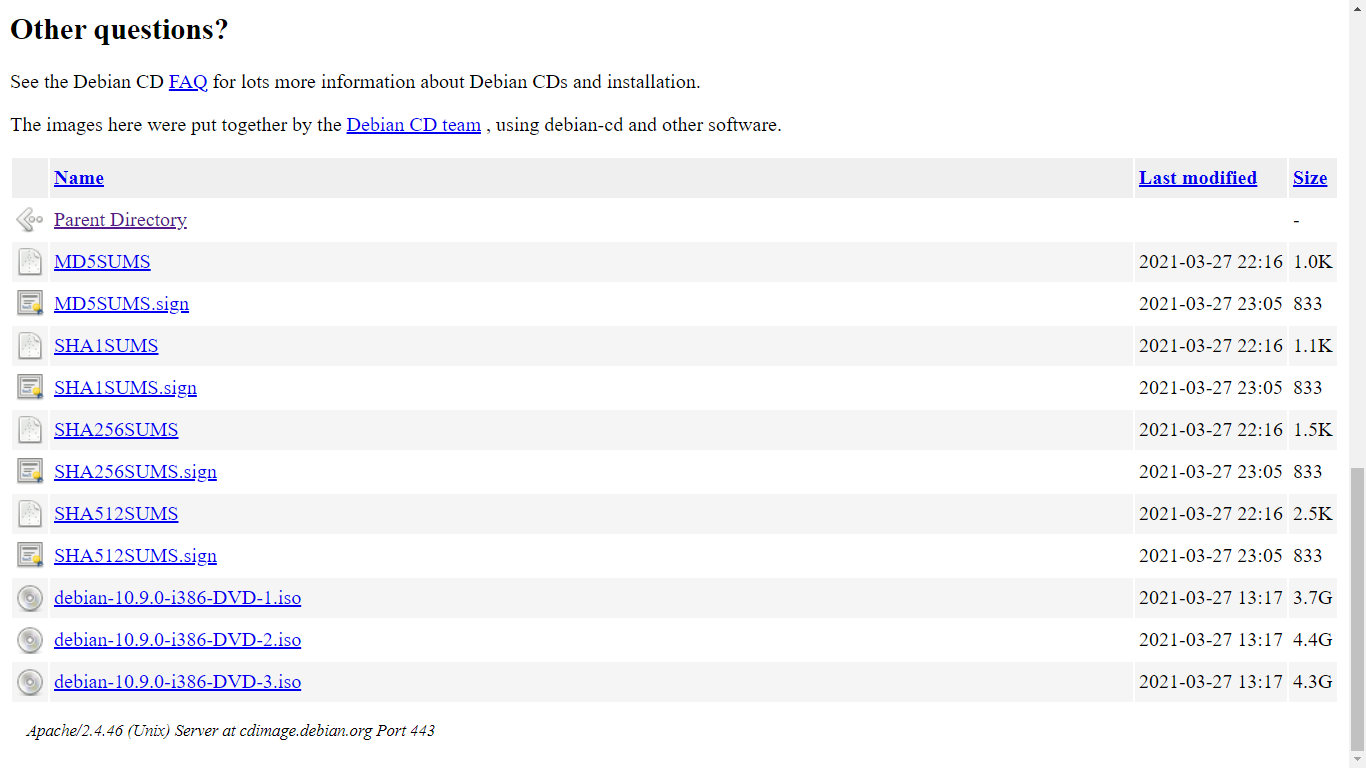 Other questions?
See the Debian CD FAQ for lots more information about Debian CDs and installation.
The images here were put together by the Debian CD team , using debian-cd and other software.
Name Last modified Size
Parent Directory -
MD5SUMS 2021-03-27 22:16 1.0K
MD5SUMS.sign 2021-03-27 23:05 833
SHA1SUMS 2021-03-27 22:16 1.1K
SHA1SUMS.sign 2021-03-27 23:05 833
SHA256SUMS 2021-03-27 22:16 1.5K
SHA256SUMS.sign 2021-03-27 23:05 833
SHA512SUMS 2021-03-27 22:16 2.5K
SHA512SUMS.sign 2021-03-27 23:05 833
debian-10.9.0-i386-DVD-1.iso 2021-03-27 13:17 3.7G
debian-10.9.0-i386-DVD-2.iso 2021-03-27 13:17 4.4G
debian-10.9.0-i386-DVD-3.iso 2021-03-27 13:17 4.3G
Apache/2.4.46 (Unix) Server at cdimage.debian.org Port 443